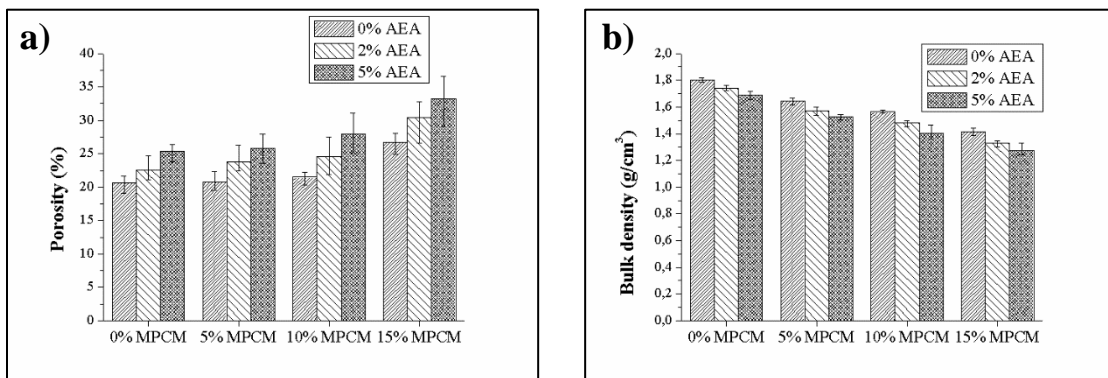 a)
0% AEA
2% AEA
5% AEA
40
35
30
25
20
15
10
5
0
Porosity (%)
0% MPCM 5% MPCM 10% MPCM 15% MPCM
b)
0% AEA
2% AEA
5% AEA
2,0
1,8
1,6
1,4
1,2
1,0
0,8
0,6
0,4
0,2
0,0
Bulk density (g/cm³)
0% MPCM 5% MPCM 10% MPCM 15% MPCM